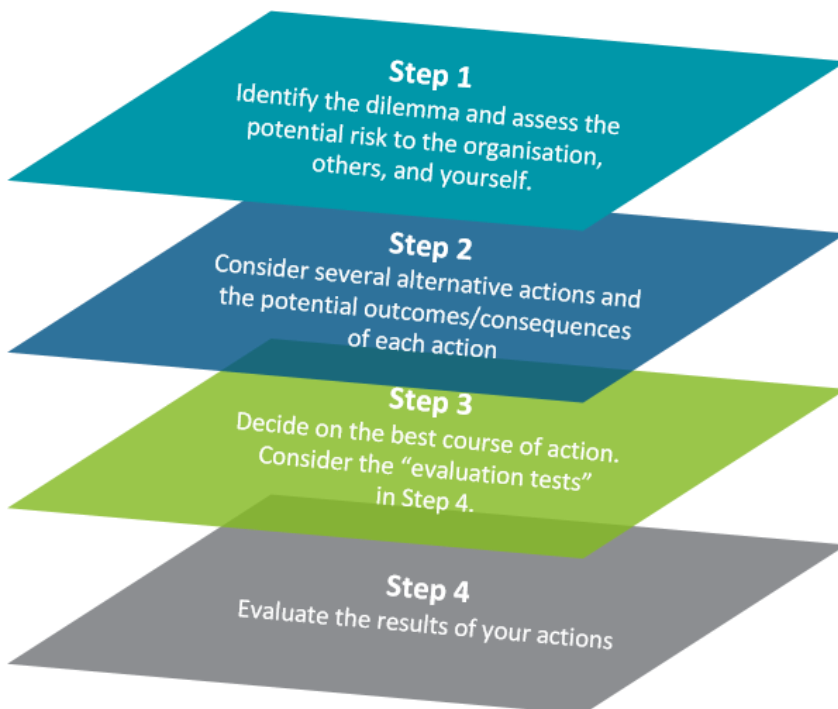 Step 1
Identify the dilemma and assess the
potential risk to the organisation,
others, and yourself.
Step 2
Consider several alternative actions and
the potential outcomes/consequences
of each action
Step 3
Decide on the best course of action.
Consider the “evaluation tests”
in Step 4.
Step 4
Evaluate the results of your actions